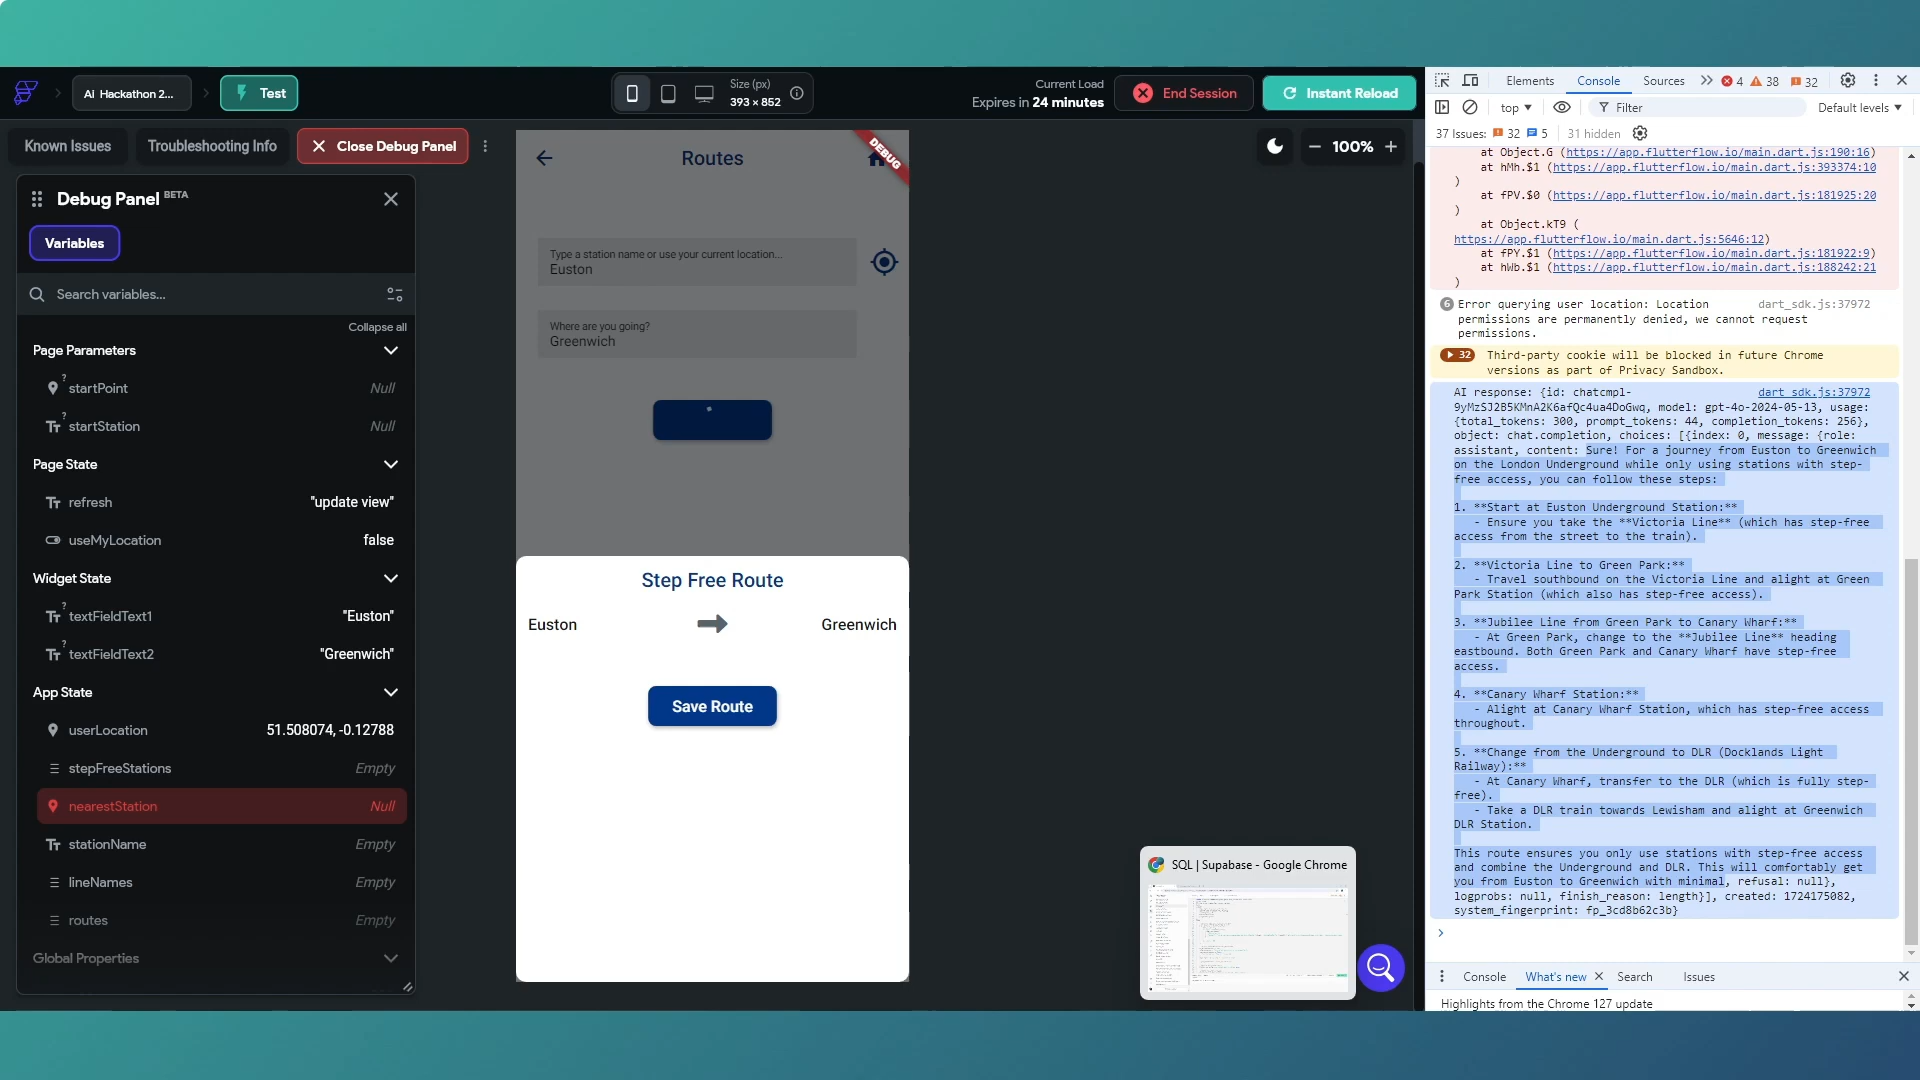 Ai Hackathon 2...
Test
Size (px)
393 × 852
Current Load
Expires in 24 minutes
End Session
Instant Reload
Known Issues
Troubleshooting Info
Close Debug Panel
Debug Panel BETA
Variables
Search variables...
Collapse all
Page Parameters
? startPoint Null
? startStation Null
Page State
refresh "update view"
useMyLocation false
Widget State
? textFieldText1 "Euston"
? textFieldText2 "Greenwich"
App State
userLocation 51.508074, -0.12788
stepFreeStations Empty
nearestStation Null
stationName Empty
lineNames Empty
routes Empty
Global Properties
Routes
DEBUG
Type a station name or use your current location...
Euston
Where are you going?
Greenwich
Step Free Route
Euston
Greenwich
Save Route
100%
SQL | Supabase - Google Chrome
Elements
Console
Sources
4
38
32
top
Filter
Default levels
37 Issues: 32 5
31 hidden
at Object.G (https://app.flutterflow.io/main.dart.js:190:16)
at hMh.$1 (https://app.flutterflow.io/main.dart.js:393374:10
)
at fPV.$0 (https://app.flutterflow.io/main.dart.js:181925:20
)
at Object.kT9 (
https://app.flutterflow.io/main.dart.js:5646:12)
at fPY.$1 (https://app.flutterflow.io/main.dart.js:181922:9)
at hWb.$1 (https://app.flutterflow.io/main.dart.js:188242:21
)
6 Error querying user location: Location dart_sdk.js:37972
permissions are permanently denied, we cannot request
permissions.
32 Third-party cookie will be blocked in future Chrome
versions as part of Privacy Sandbox.
AI response: {id: chatcmpl- dart_sdk.js:37972
9yMzSJ2B5KMnA2K6afQc4ua4DoGwq, model: gpt-4o-2024-05-13, usage:
{total_tokens: 300, prompt_tokens: 44, completion_tokens: 256},
object: chat.completion, choices: [{index: 0, message: {role:
assistant, content: Sure! For a journey from Euston to Greenwich
on the London Underground while only using stations with step-
free access, you can follow these steps:
1. **Start at Euston Underground Station:**
- Ensure you take the **Victoria Line** (which has step-free
access from the street to the train).
2. **Victoria Line to Green Park:**
- Travel southbound on the Victoria Line and alight at Green
Park Station (which also has step-free access).
3. **Jubilee Line from Green Park to Canary Wharf:**
- At Green Park, change to the **Jubilee Line** heading
eastbound. Both Green Park and Canary Wharf have step-free
access.
4. **Canary Wharf Station:**
- Alight at Canary Wharf Station, which has step-free access
throughout.
5. **Change from the Underground to DLR (Docklands Light
Railway):**
- At Canary Wharf, transfer to the DLR (which is fully step-
free).
- Take a DLR train towards Lewisham and alight at Greenwich
DLR Station.
This route ensures you only use stations with step-free access
and combine the Underground and DLR. This will comfortably get
you from Euston to Greenwich with minimal, refusal: null},
logprobs: null, finish_reason: length}], created: 1724175082,
system_fingerprint: fp_3cd8b62c3b}
Console
What's new
Search
Issues
Highlights from the Chrome 127 update